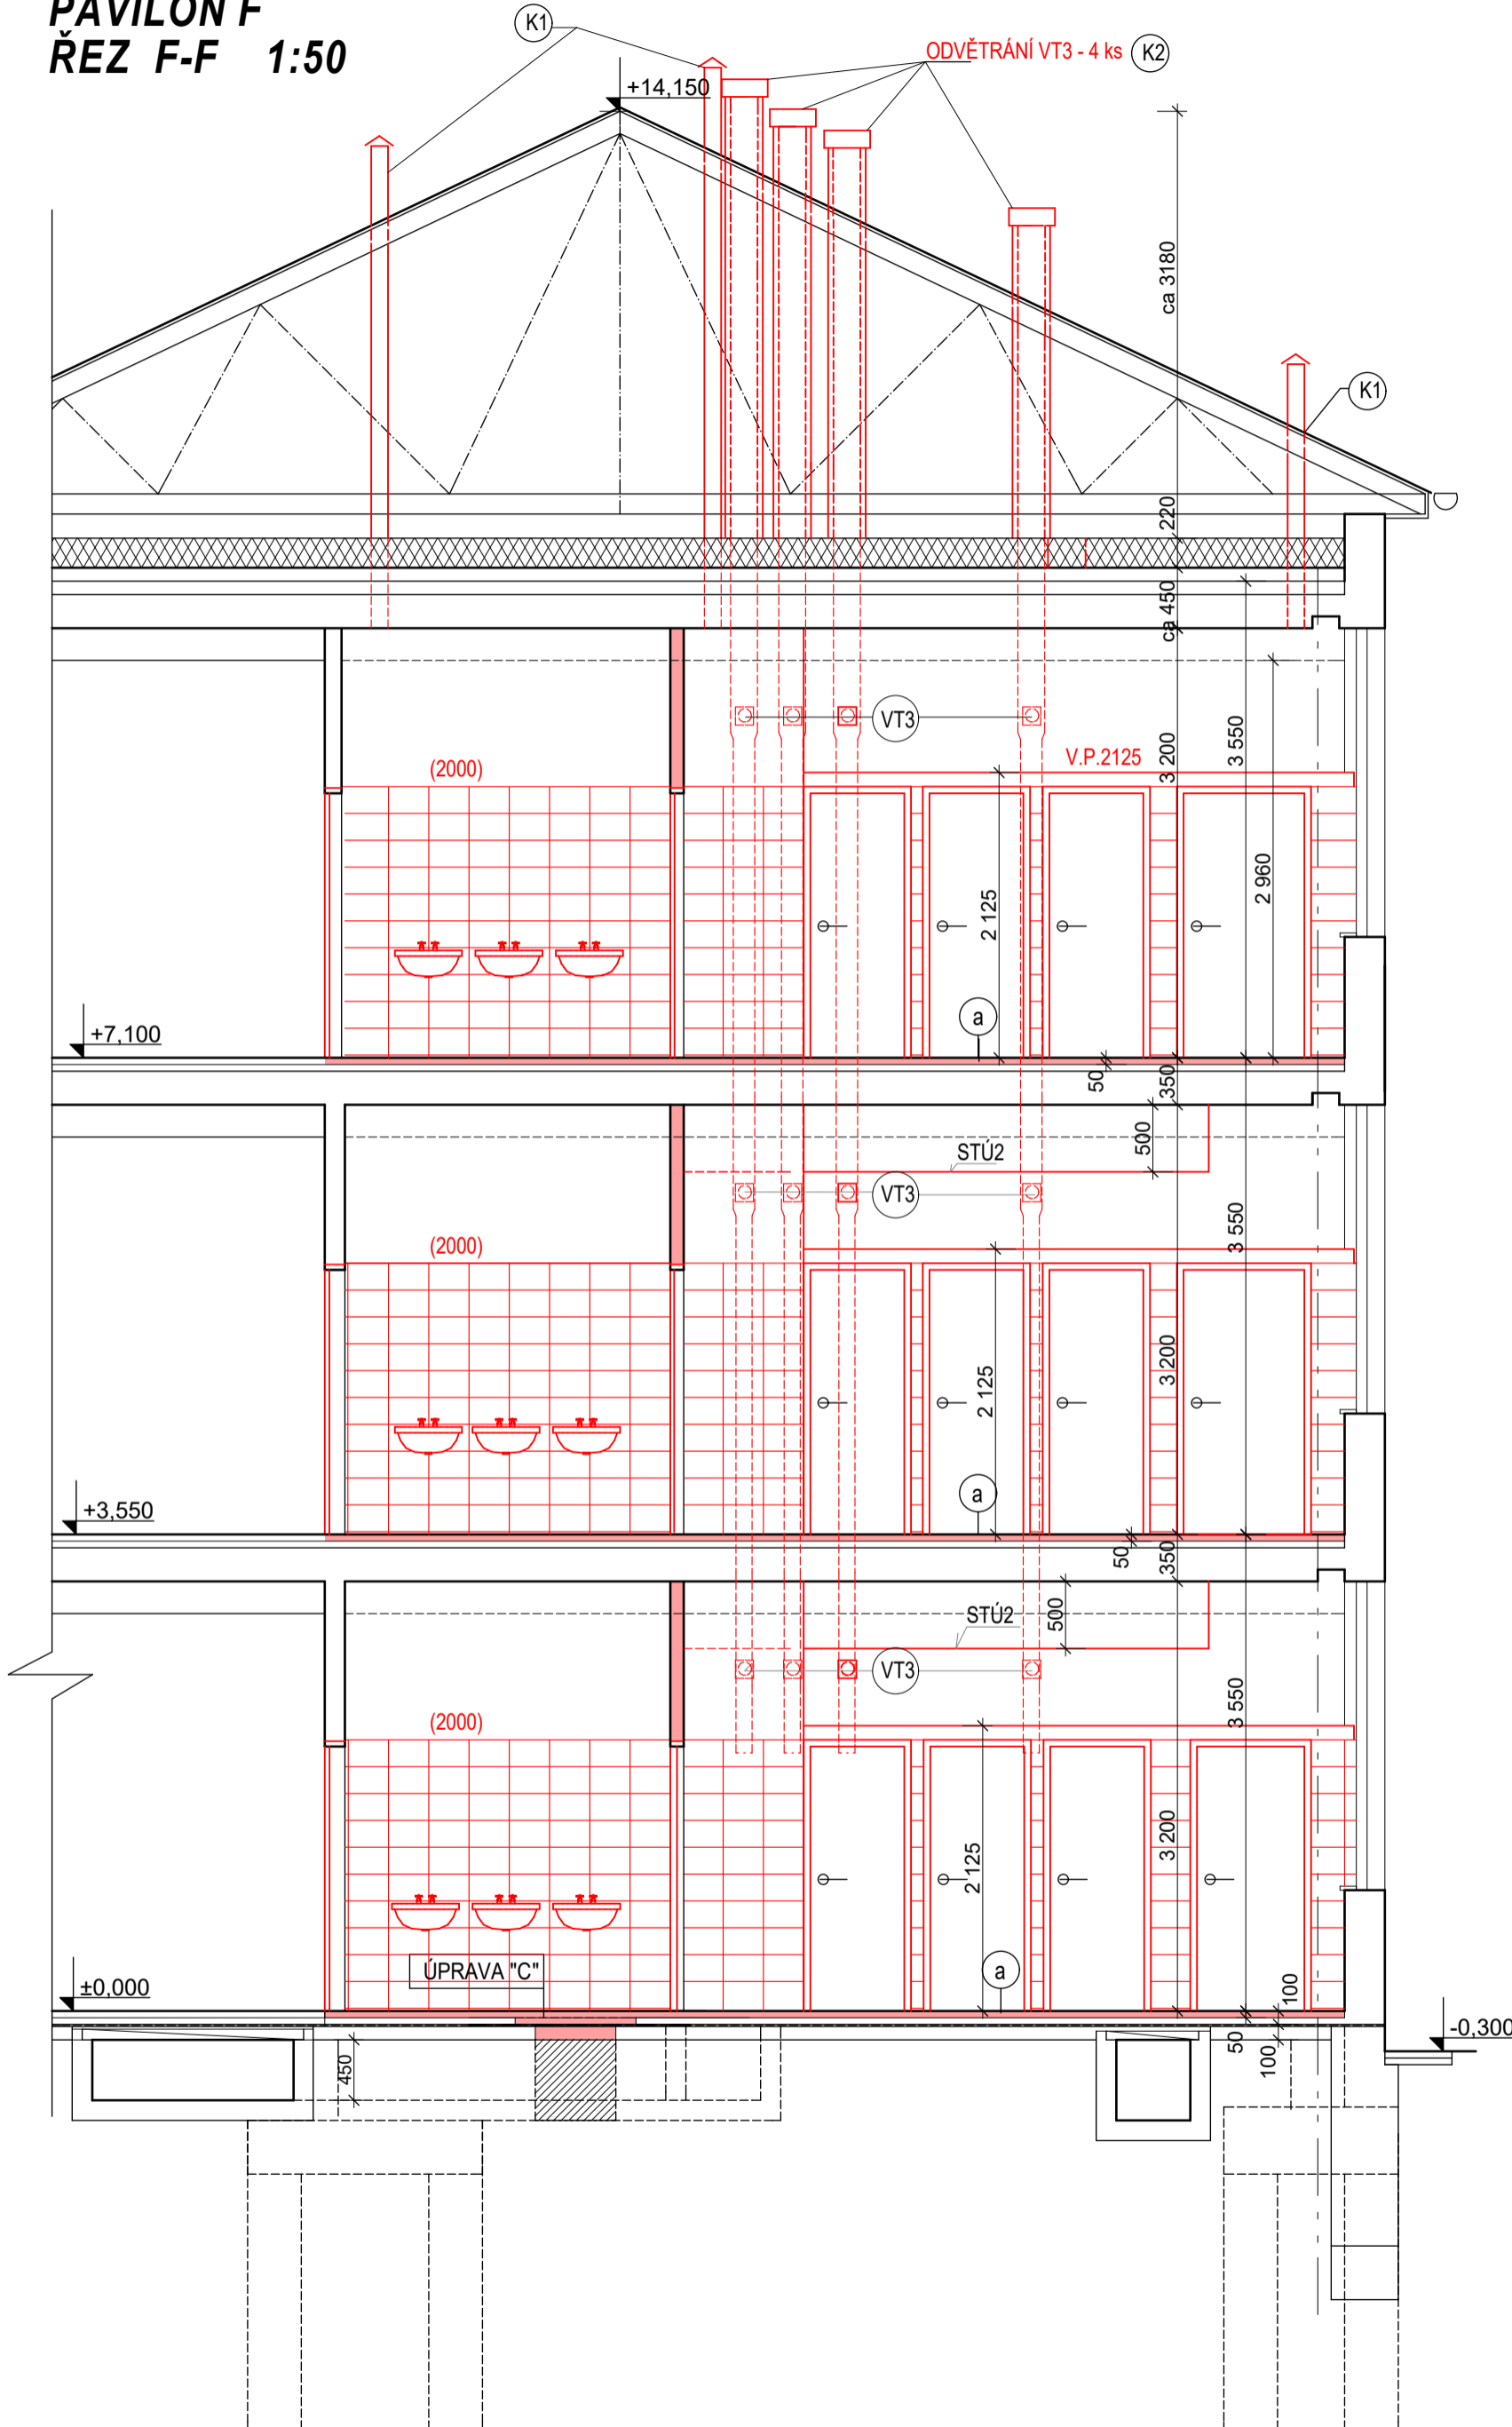 PAVILON F
ŘEZ F-F 1:50
K1
ODVĚTRÁNÍ VT3 - 4 ks K2
+14,150
ca 3180
K1
220
ca 450
VT3
3 550
3 200
(2000)
V.P.2125
2 960
2 125
a
+7,100
50
350
500
STÚ2
VT3
3 550
(2000)
3 200
2 125
a
+3,550
50
350
500
STÚ2
VT3
3 550
(2000)
3 200
2 125
ÚPRAVA "C"
a
±0,000
100
-0,300
50
100
450